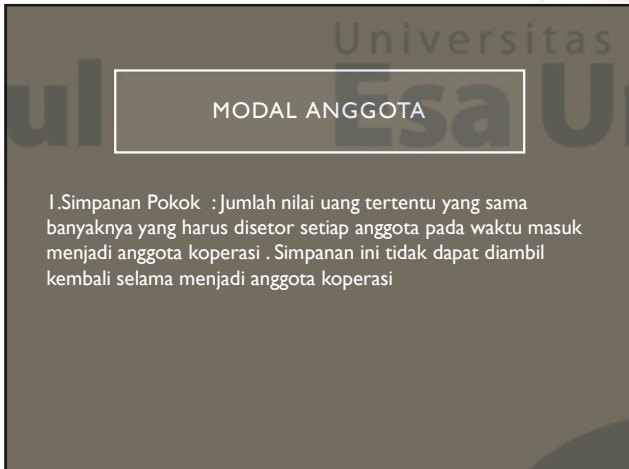 Universitas
ul Esa U
MODAL ANGGOTA
1.Simpanan Pokok : Jumlah nilai uang tertentu yang sama
banyaknya yang harus disetor setiap anggota pada waktu masuk
menjadi anggota koperasi . Simpanan ini tidak dapat diambil
kembali selama menjadi anggota koperasi